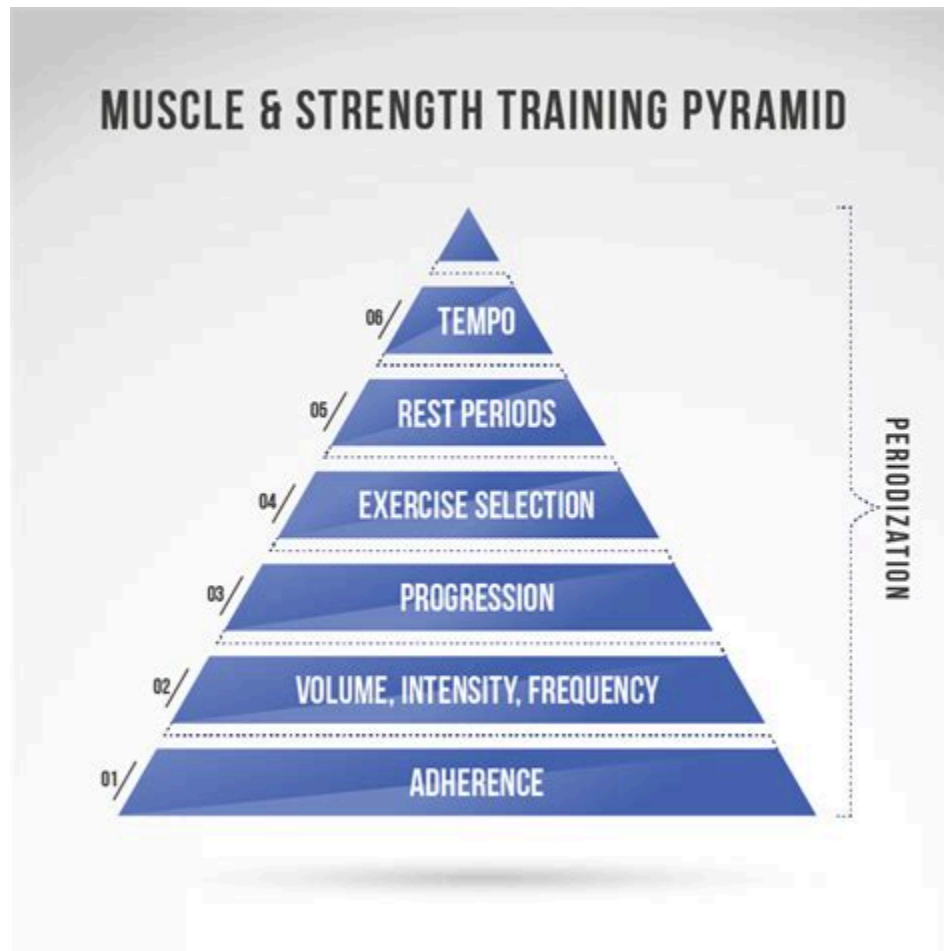 MUSCLE & STRENGTH TRAINING PYRAMID
06 TEMPO
05 REST PERIODS
04 EXERCISE SELECTION
03 PROGRESSION
02 VOLUME, INTENSITY, FREQUENCY
01 ADHERENCE
PERIODIZATION